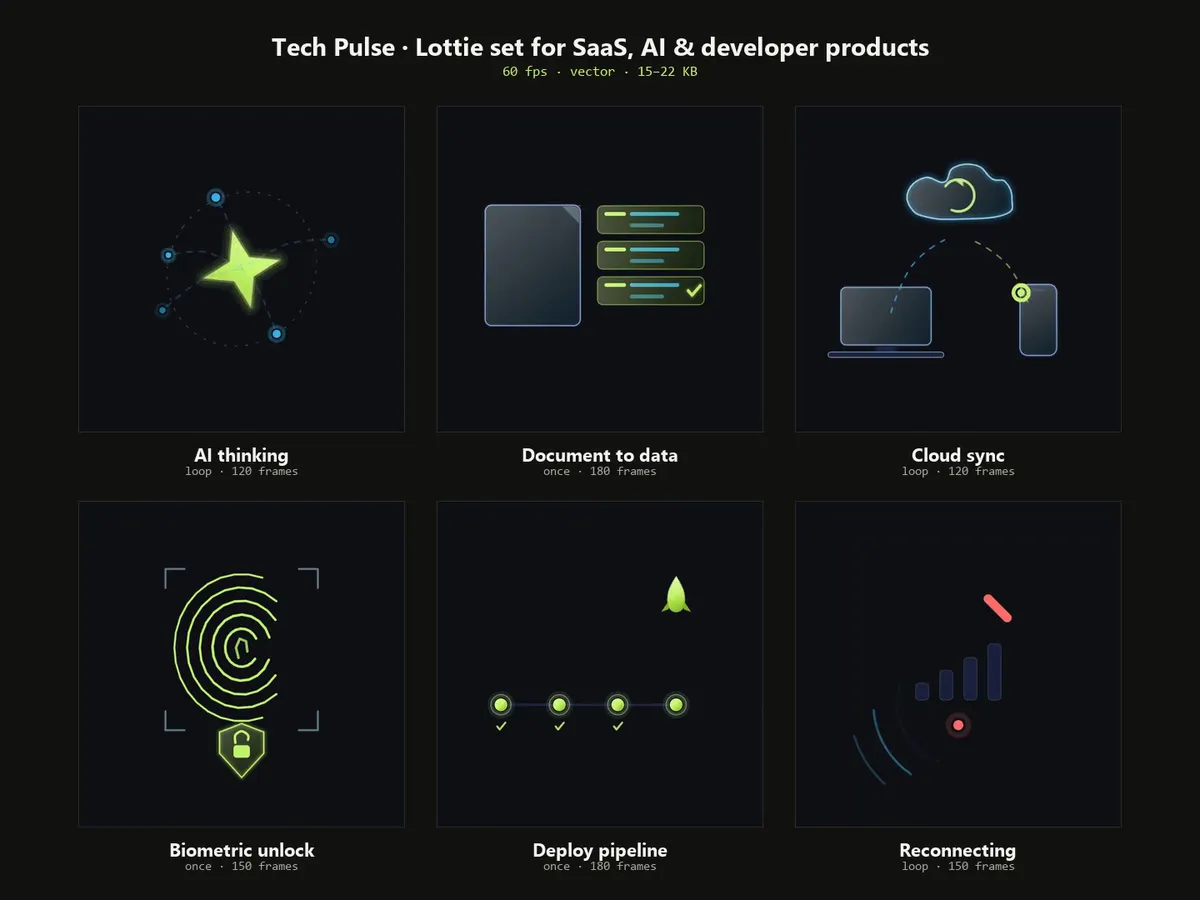 Tech Pulse · Lottie set for SaaS, AI & developer products
60 fps · vector · 15–22 KB
AI thinking
loop · 120 frames
Document to data
once · 180 frames
Cloud sync
loop · 120 frames
Biometric unlock
once · 150 frames
Deploy pipeline
once · 180 frames
Reconnecting
loop · 150 frames